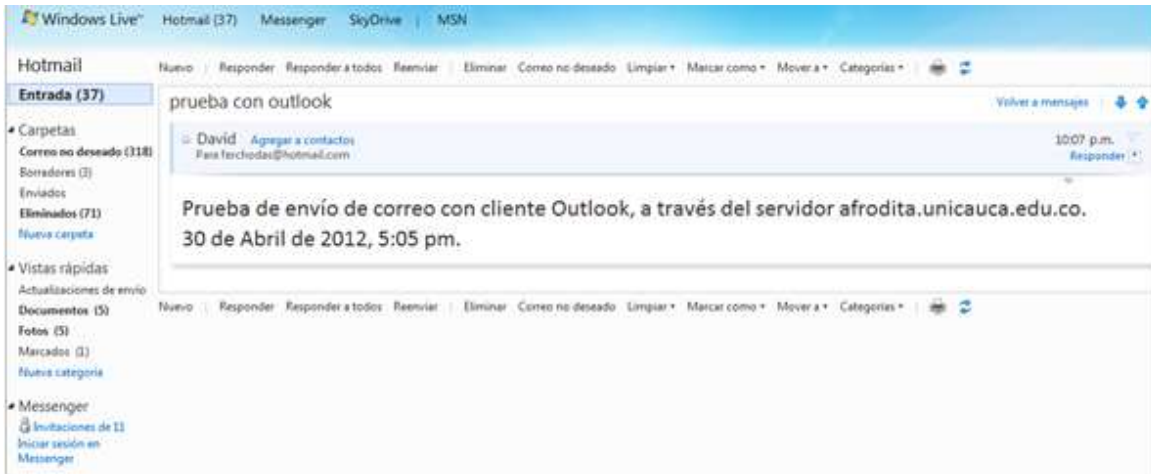 Windows Live™ Hotmail (37) Messenger SkyDrive | MSN
Hotmail
Nuevo | Responder Responder a todos Reenviar | Eliminar Correo no deseado Limpiar Marcar como Mover a Categorías
Entrada (37)
prueba con outlook
Volver a mensajes
Carpetas
Correo no deseado (318)
Borradores (3)
Enviados
Eliminados (71)
Nueva carpeta
David Agregar a contactos
10:07 p.m.
Para ferchodas@hotmail.com
Responder
Prueba de envío de correo con cliente Outlook, a través del servidor afrodita.unicauca.edu.co.
30 de Abril de 2012, 5:05 pm.
Vistas rápidas
Actualizaciones de envío
Documentos (5)
Fotos (5)
Marcados (1)
Nueva categoría
Nuevo | Responder Responder a todos Reenviar | Eliminar Correo no deseado Limpiar Marcar como Mover a Categorías
Messenger
Invitaciones de 11
Iniciar sesión en
Messenger